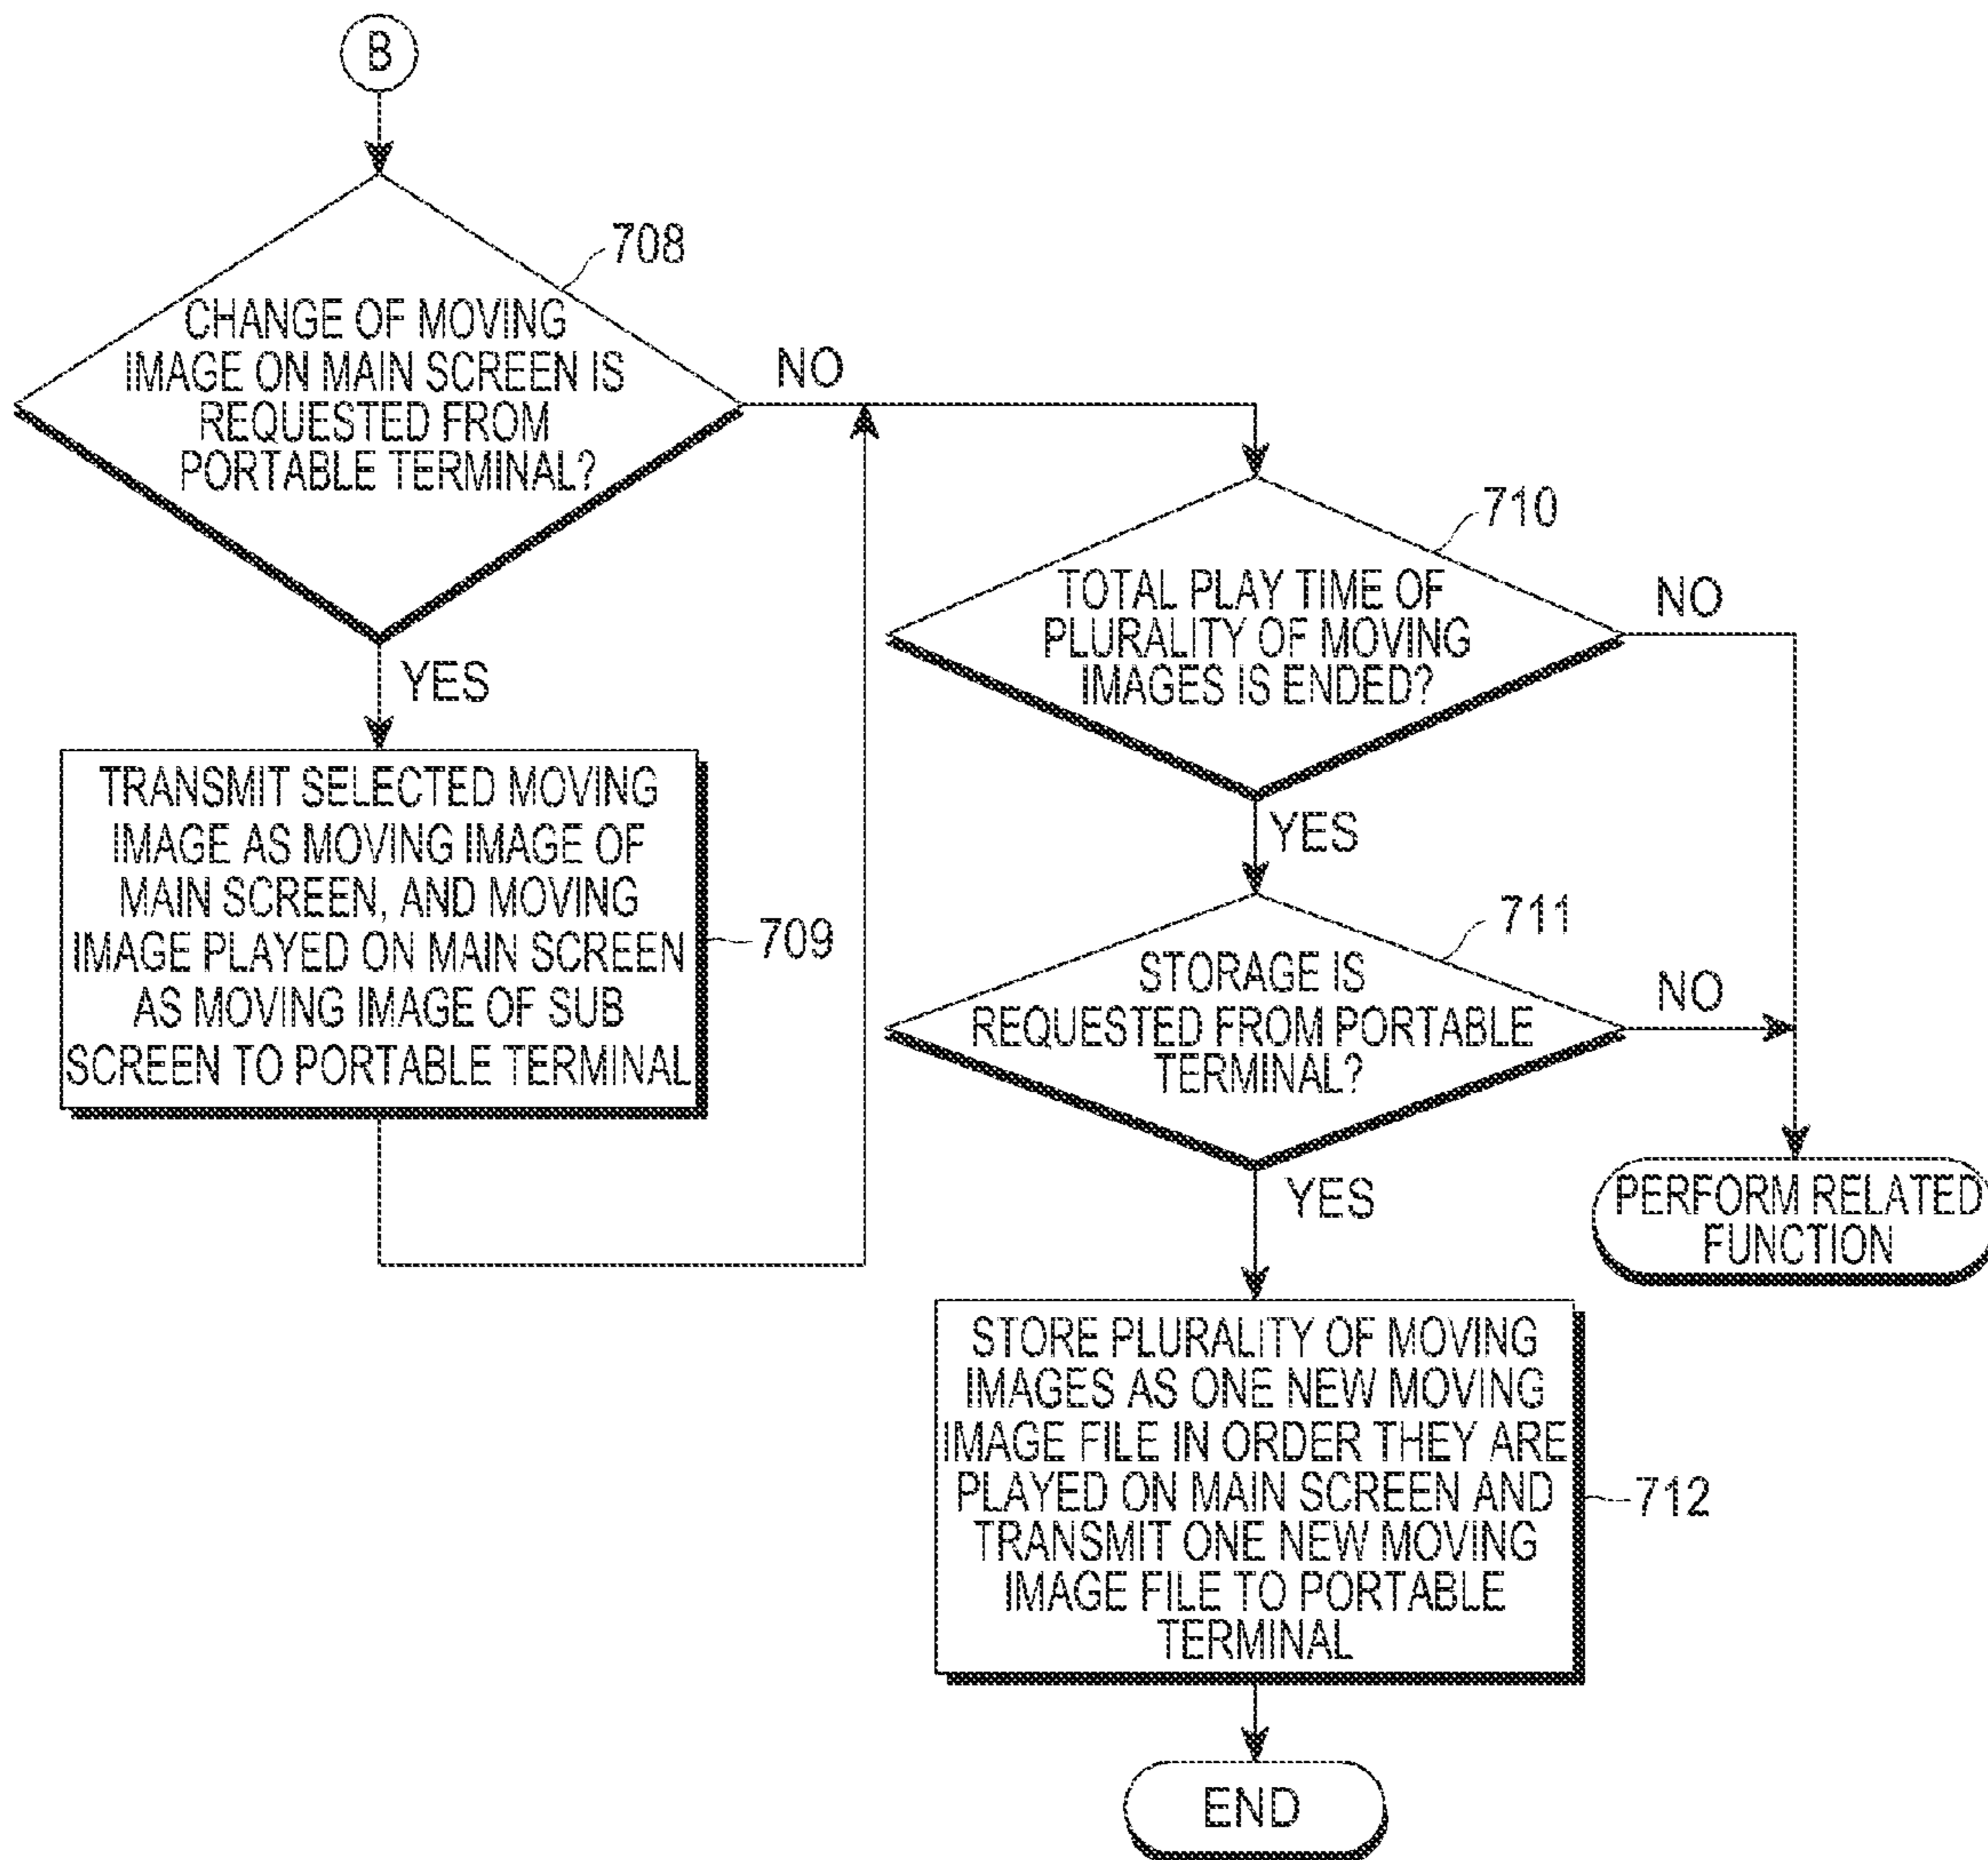 B
CHANGE OF MOVING
IMAGE ON MAIN SCREEN IS
REQUESTED FROM
PORTABLE TERMINAL?
708
NO
YES
TRANSMIT SELECTED MOVING
IMAGE AS MOVING IMAGE OF
MAIN SCREEN, AND MOVING
IMAGE PLAYED ON MAIN SCREEN
AS MOVING IMAGE OF SUB
SCREEN TO PORTABLE TERMINAL
709
TOTAL PLAY TIME OF
PLURALITY OF MOVING
IMAGES IS ENDED?
710
NO
YES
STORAGE IS
REQUESTED FROM PORTABLE
TERMINAL?
711
NO
YES
PERFORM RELATED
FUNCTION
STORE PLURALITY OF MOVING
IMAGES AS ONE NEW MOVING
IMAGE FILE IN ORDER THEY ARE
PLAYED ON MAIN SCREEN AND
TRANSMIT ONE NEW MOVING
IMAGE FILE TO PORTABLE
TERMINAL
712
END